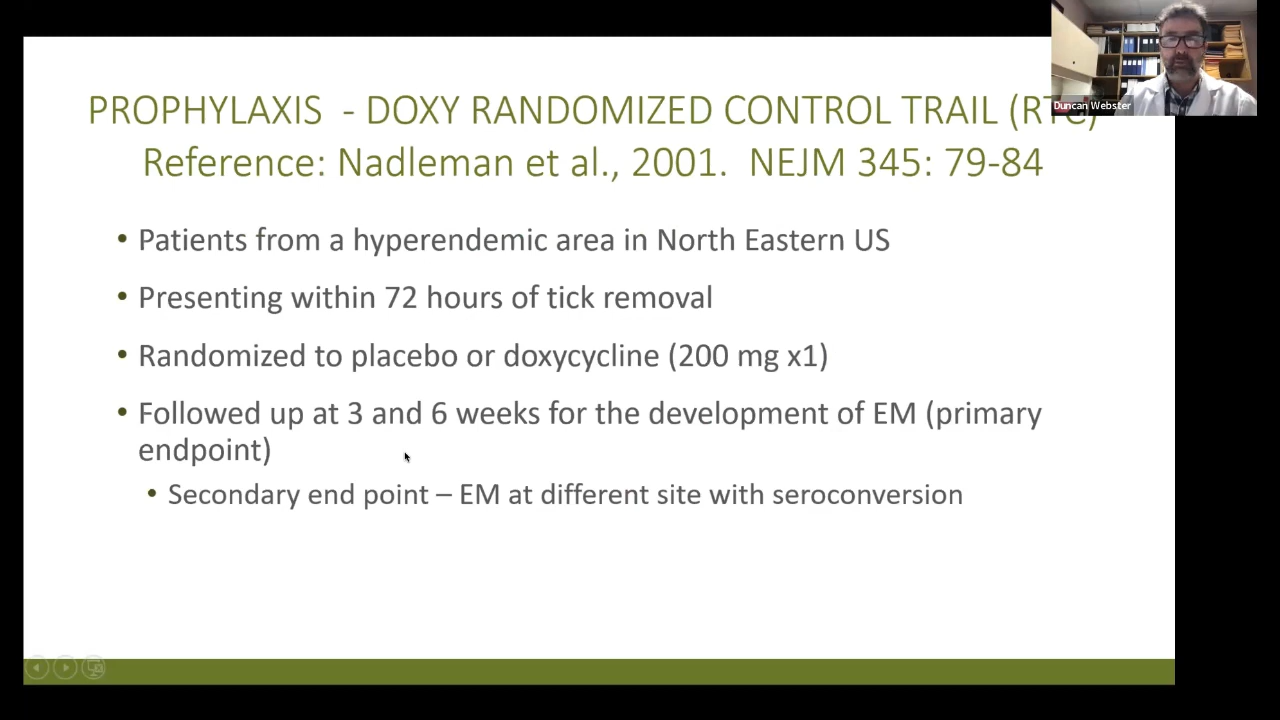 PROPHYLAXIS - DOXY RANDOMIZED CONTROL TRAIL (RTC)
Reference: Nadleman et al., 2001. NEJM 345: 79-84
Duncan Webster
• Patients from a hyperendemic area in North Eastern US
• Presenting within 72 hours of tick removal
• Randomized to placebo or doxycycline (200 mg x1)
• Followed up at 3 and 6 weeks for the development of EM (primary
endpoint)
• Secondary end point – EM at different site with seroconversion